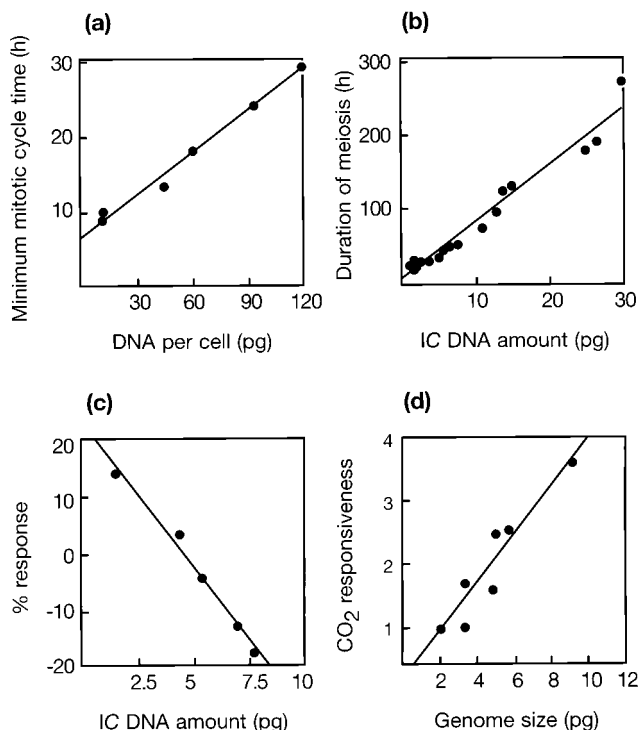 (a)
Minimum mitotic cycle time (h)
30
20
10
30 60 90 120
DNA per cell (pg)
(b)
Duration of meiosis (h)
300
200
100
10 20 30
IC DNA amount (pg)
(c)
% response
20
10
0
-10
-20
2.5 5 7.5 10
IC DNA amount (pg)
(d)
CO2 responsiveness
4
3
2
1
2 4 6 8 10 12
Genome size (pg)